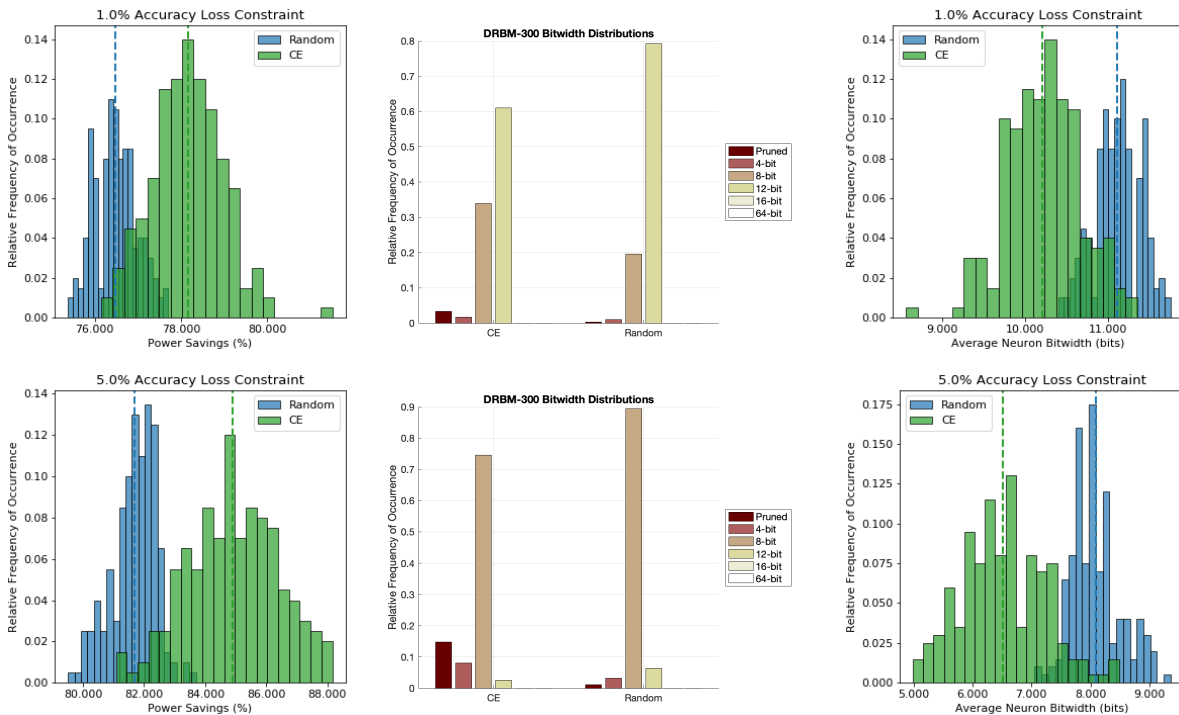 1.0% Accuracy Loss Constraint
Relative Frequency of Occurrence
0.14
0.12
0.10
0.08
0.06
0.04
0.02
0.00
Random
CE
76.000 78.000 80.000
Power Savings (%)
DRBM-300 Bitwidth Distributions
Relative Frequency of Occurrence
0.8
0.7
0.6
0.5
0.4
0.3
0.2
0.1
0
CE Random
Pruned
4-bit
8-bit
12-bit
16-bit
64-bit
1.0% Accuracy Loss Constraint
Relative Frequency of Occurrence
0.14
0.12
0.10
0.08
0.06
0.04
0.02
0.00
Random
CE
9.000 10.000 11.000
Average Neuron Bitwidth (bits)
5.0% Accuracy Loss Constraint
Relative Frequency of Occurrence
0.14
0.12
0.10
0.08
0.06
0.04
0.02
0.00
Random
CE
80.000 82.000 84.000 86.000 88.000
Power Savings (%)
DRBM-300 Bitwidth Distributions
Relative Frequency of Occurrence
0.9
0.8
0.7
0.6
0.5
0.4
0.3
0.2
0.1
0
CE Random
Pruned
4-bit
8-bit
12-bit
16-bit
64-bit
5.0% Accuracy Loss Constraint
Relative Frequency of Occurrence
0.175
0.150
0.125
0.100
0.075
0.050
0.025
0.000
Random
CE
5.000 6.000 7.000 8.000 9.000
Average Neuron Bitwidth (bits)